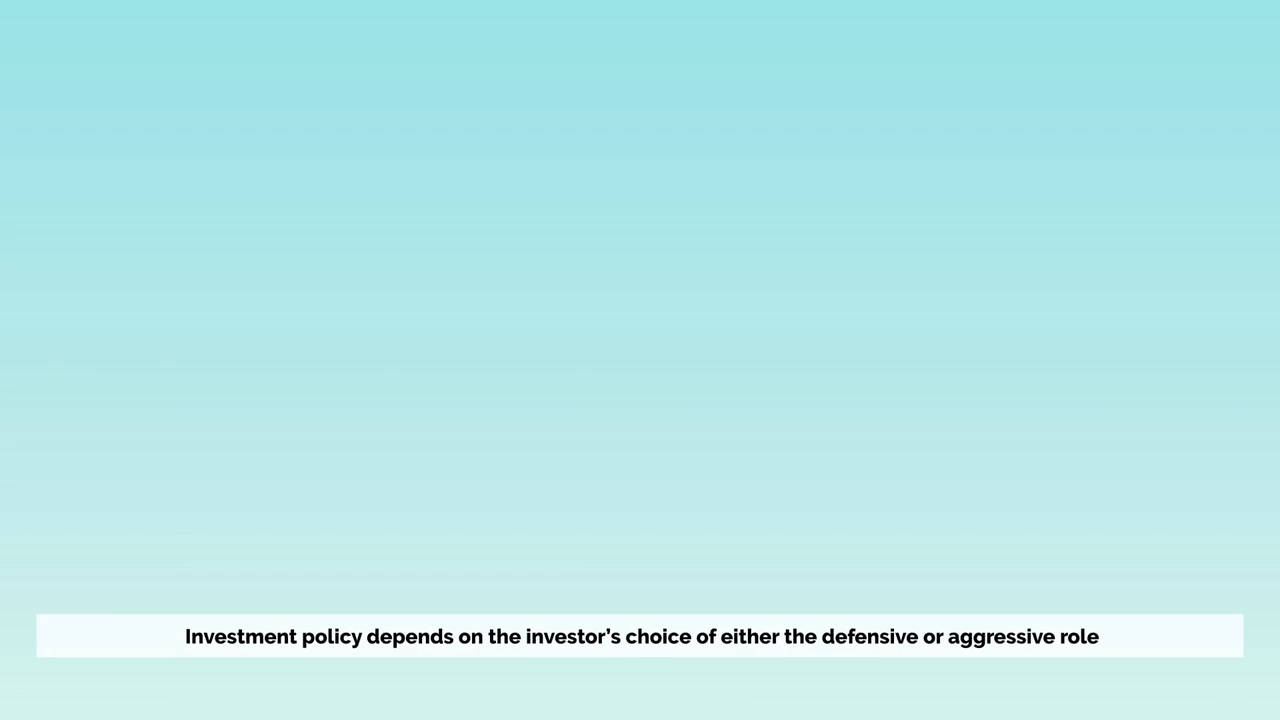 Investment policy depends on the investor’s choice of either the defensive or aggressive role